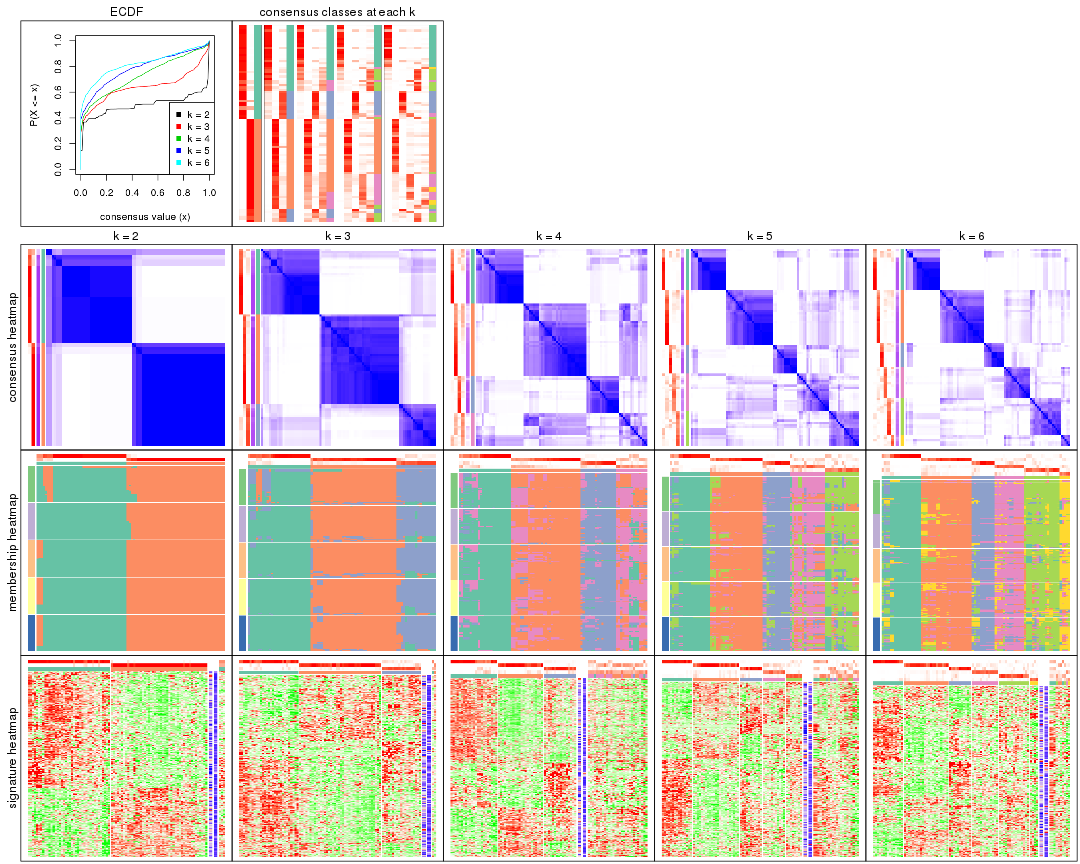 ECDF
consensus classes at each k
P(X <= x)
0.0 0.2 0.4 0.6 0.8 1.0
k = 2
k = 3
k = 4
k = 5
k = 6
0.0 0.2 0.4 0.6 0.8 1.0
consensus value (x)
k = 2 k = 3 k = 4 k = 5 k = 6
consensus heatmap
membership heatmap
signature heatmap